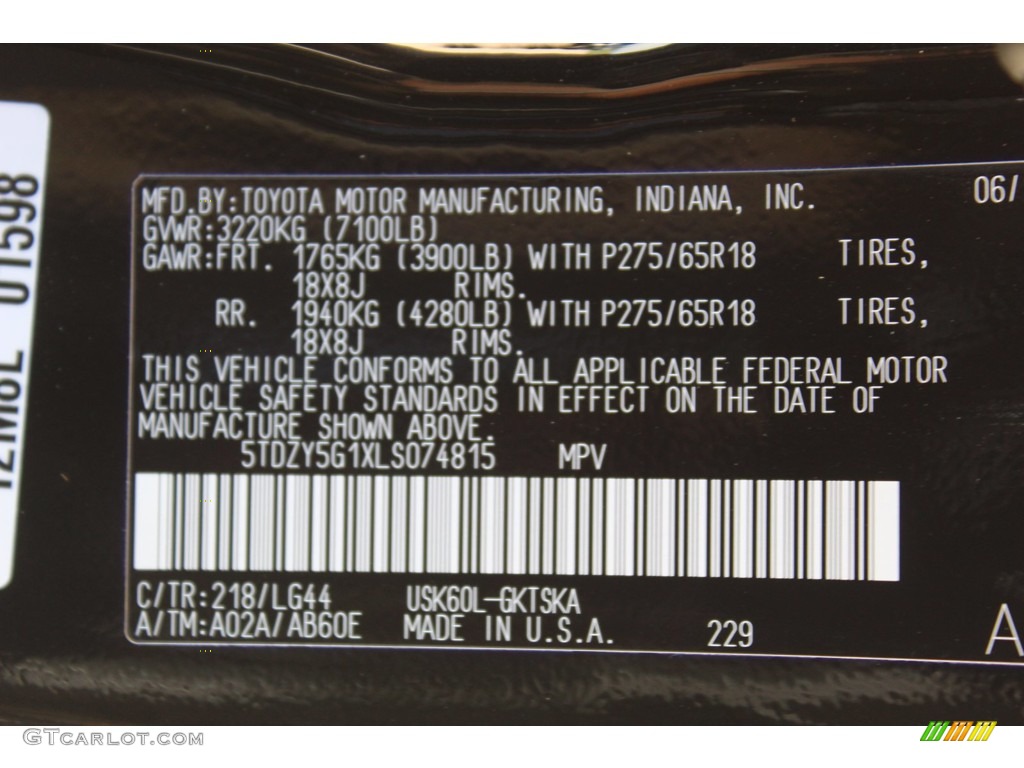 MFD.BY:TOYOTA MOTOR MANUFACTURING, INDIANA, INC. 06/
GVWR:3220KG (7100LB)
GAWR:FRT. 1765KG (3900LB) WITH P275/65R18 TIRES,
18X8J RIMS.
RR. 1940KG (4280LB) WITH P275/65R18 TIRES,
18X8J RIMS.
THIS VEHICLE CONFORMS TO ALL APPLICABLE FEDERAL MOTOR
VEHICLE SAFETY STANDARDS IN EFFECT ON THE DATE OF
MANUFACTURE SHOWN ABOVE.
5TDZY5G1XLS074815 MPV
C/TR:218/LG44 USK60L-GKTSKA
A/TM:A02A/AB60E MADE IN U.S.A. 229 A
01598
GTCARLOT.COM